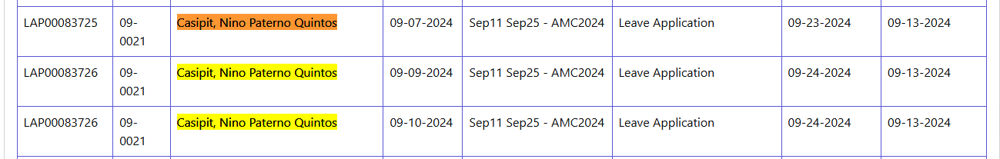 LAP00083725 09-0021 Casipit, Nino Paterno Quintos 09-07-2024 Sep11 Sep25 - AMC2024 Leave Application 09-23-2024 09-13-2024
LAP00083726 09-0021 Casipit, Nino Paterno Quintos 09-09-2024 Sep11 Sep25 - AMC2024 Leave Application 09-24-2024 09-13-2024
LAP00083726 09-0021 Casipit, Nino Paterno Quintos 09-10-2024 Sep11 Sep25 - AMC2024 Leave Application 09-24-2024 09-13-2024